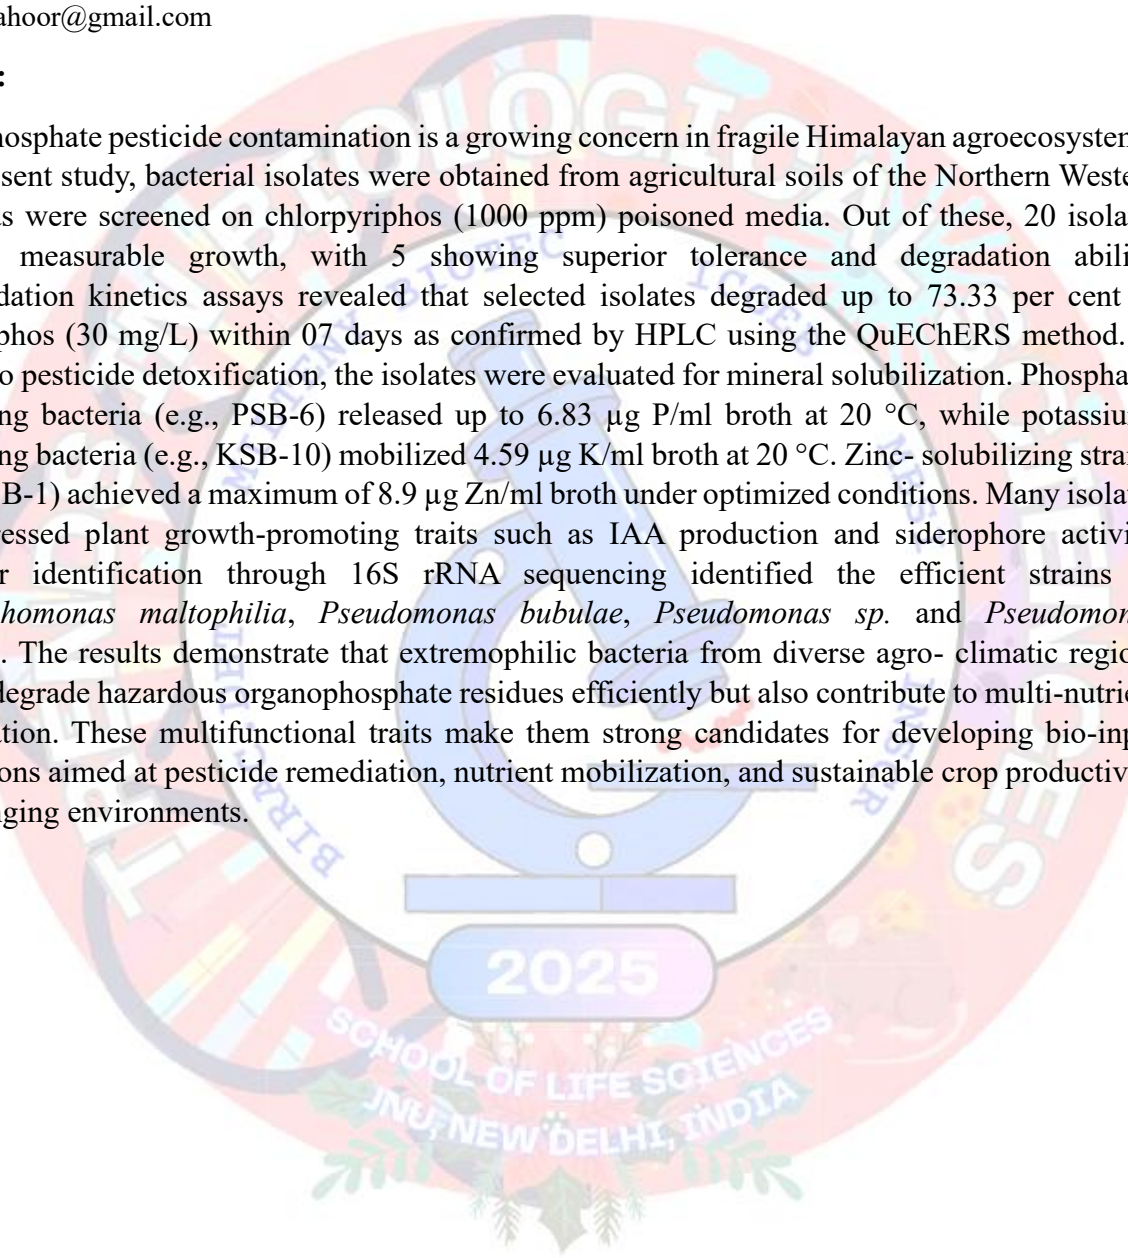 ahoor@gmail.com
:
hosphate pesticide contamination is a growing concern in fragile Himalayan agroecosystem
sent study, bacterial isolates were obtained from agricultural soils of the Northern Weste
s were screened on chlorpyriphos (1000 ppm) poisoned media. Out of these, 20 isola
measurable growth, with 5 showing superior tolerance and degradation abili
dation kinetics assays revealed that selected isolates degraded up to 73.33 per cent
phos (30 mg/L) within 07 days as confirmed by HPLC using the QuEChERS method.
o pesticide detoxification, the isolates were evaluated for mineral solubilization. Phospha
ng bacteria (e.g., PSB-6) released up to 6.83 µg P/ml broth at 20 °C, while potassiu
ng bacteria (e.g., KSB-10) mobilized 4.59 µg K/ml broth at 20 °C. Zinc- solubilizing strai
B-1) achieved a maximum of 8.9 µg Zn/ml broth under optimized conditions. Many isola
ressed plant growth-promoting traits such as IAA production and siderophore activi
r identification through 16S rRNA sequencing identified the efficient strains
homonas maltophilia, Pseudomonas bubulae, Pseudomonas sp. and Pseudomon
. The results demonstrate that extremophilic bacteria from diverse agro- climatic regio
degrade hazardous organophosphate residues efficiently but also contribute to multi-nutrie
ation. These multifunctional traits make them strong candidates for developing bio-inp
ons aimed at pesticide remediation, nutrient mobilization, and sustainable crop productiv
nging environments.
2025
SCHOOL OF LIFE SCIENCES
JNU, NEW DELHI, INDIA